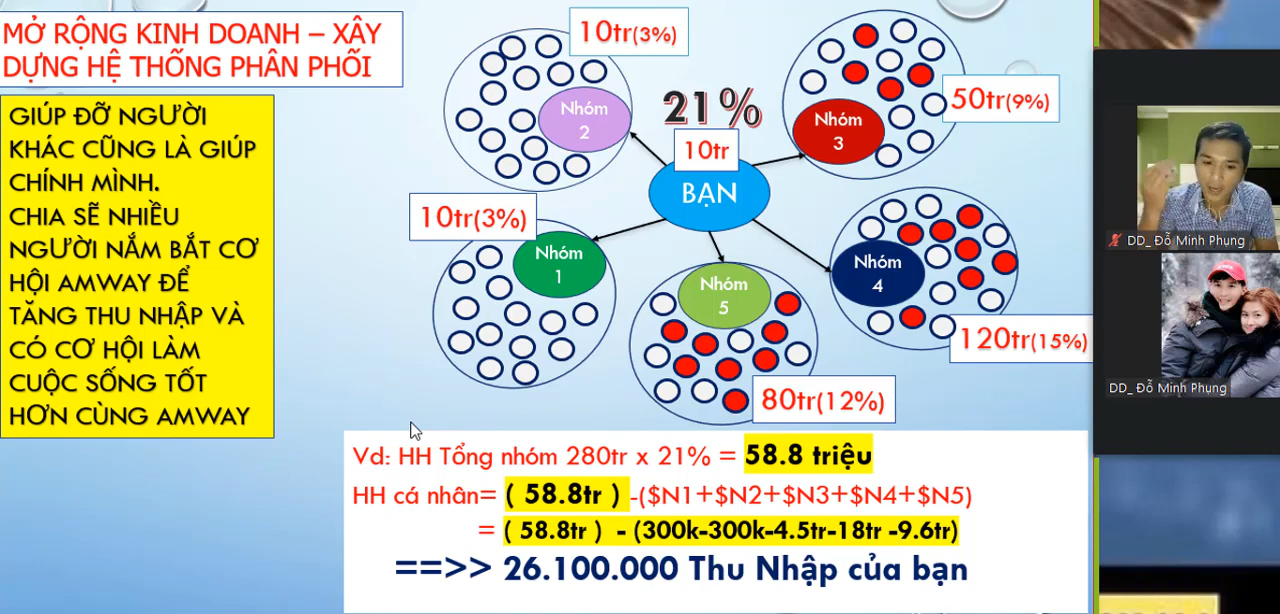 MỞ RỘNG KINH DOANH – XÂY
DỰNG HỆ THỐNG PHÂN PHỐI
GIÚP ĐỠ NGƯỜI
KHÁC CŨNG LÀ GIÚP
CHÍNH MÌNH.
CHIA SẼ NHIỀU
NGƯỜI NẮM BẮT CƠ
HỘI AMWAY ĐỂ
TĂNG THU NHẬP VÀ
CÓ CƠ HỘI LÀM
CUỘC SỐNG TỐT
HƠN CÙNG AMWAY
10tr(3%)
Nhóm
2
21%
10tr
BẠN
Nhóm
3
50tr(9%)
10tr(3%)
Nhóm
1
Nhóm
5
80tr(12%)
Nhóm
4
120tr(15%)
Vd: HH Tổng nhóm 280tr x 21% = 58.8 triệu
HH cá nhân= ( 58.8tr ) -($N1+$N2+$N3+$N4+$N5)
= ( 58.8tr ) - (300k-300k-4.5tr-18tr -9.6tr)
==>> 26.100.000 Thu Nhập của bạn
DD_ Đỗ Minh Phụng
DD_ Đỗ Minh Phụng